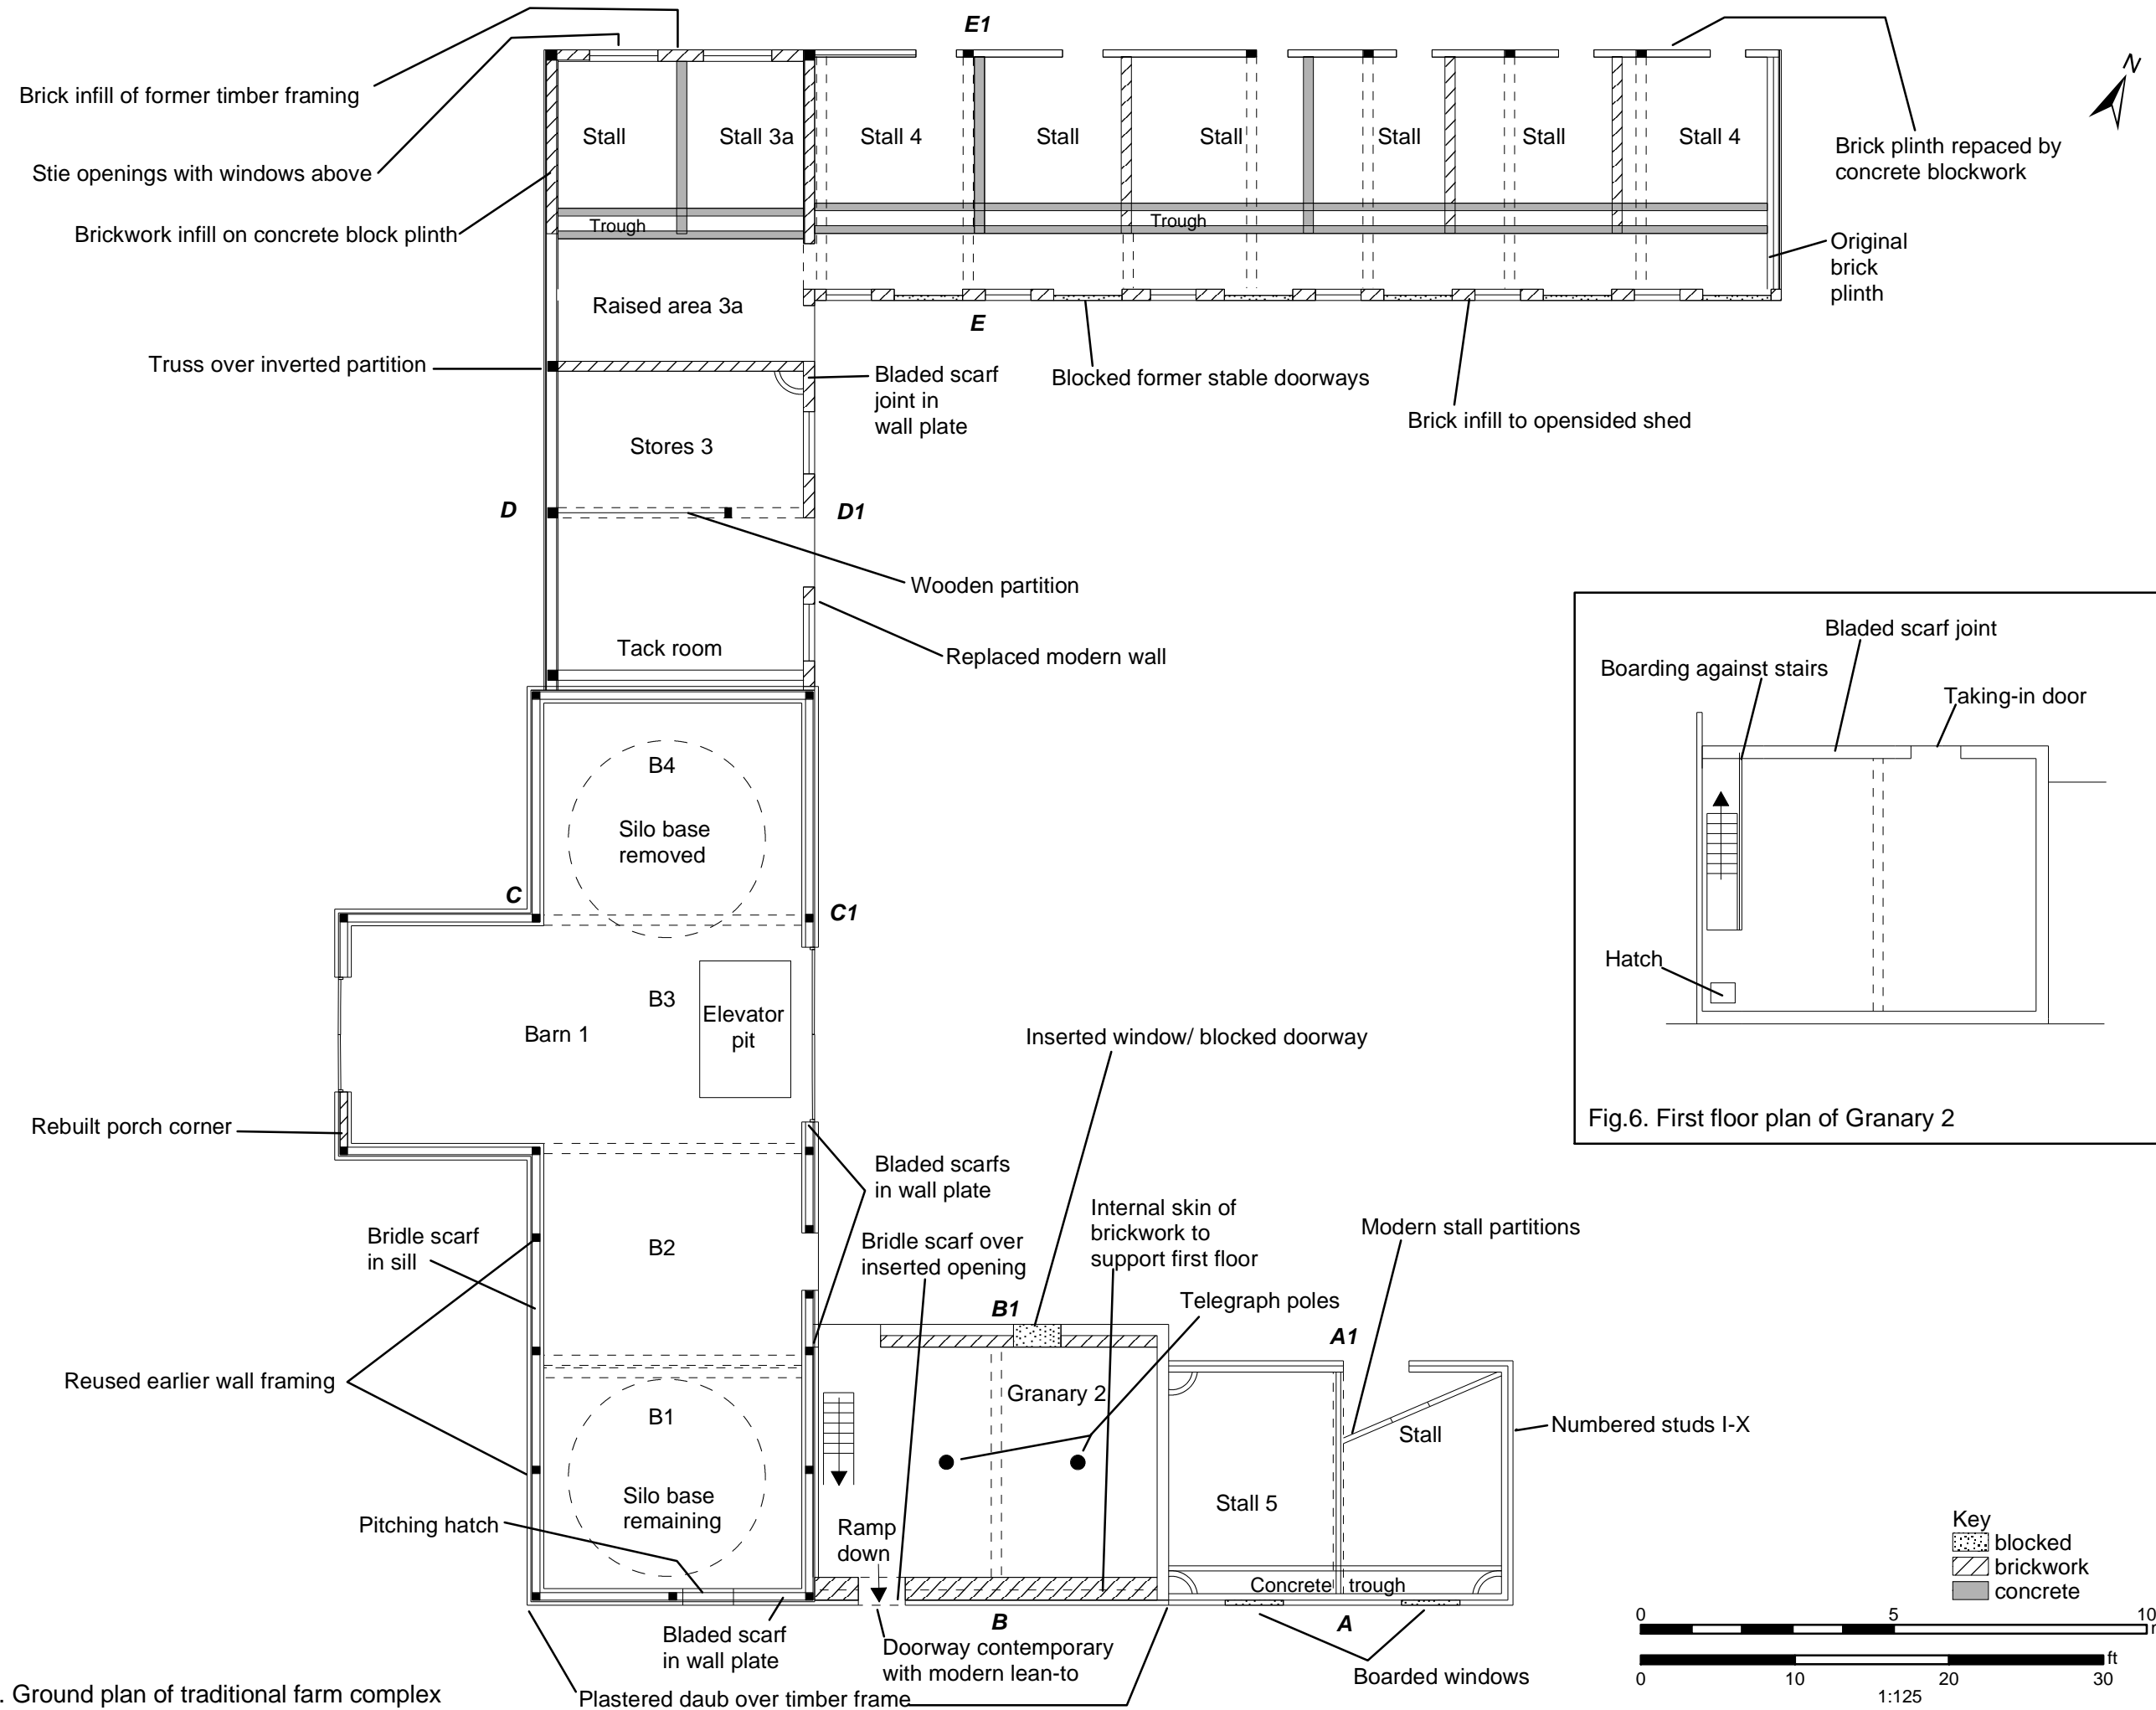 E1
N
Brick infill of former timber framing
Stie openings with windows above
Brickwork infill on concrete block plinth
Stall
Stall 3a
Stall 4
Stall
Stall
Stall
Stall
Stall 4
Brick plinth repaced by
concrete blockwork
Trough
Trough
Original
brick
plinth
Raised area 3a
E
Truss over inverted partition
Bladed scarf
joint in
wall plate
Blocked former stable doorways
Brick infill to opensided shed
Stores 3
D
D1
Wooden partition
Tack room
Replaced modern wall
Bladed scarf joint
Boarding against stairs
Taking-in door
Hatch
Fig.6. First floor plan of Granary 2
B4
Silo base
removed
C
C1
B3
Elevator
pit
Barn 1
Inserted window/ blocked doorway
Rebuilt porch corner
Bladed scarfs
in wall plate
Internal skin of
brickwork to
support first floor
Modern stall partitions
Bridle scarf
in sill
B2
Bridle scarf over
inserted opening
Telegraph poles
B1
A1
Reused earlier wall framing
Granary 2
B1
Stall
Numbered studs I-X
Silo base
remaining
Stall 5
Pitching hatch
Ramp
down
Concrete trough
Key
blocked
brickwork
concrete
B
A
Bladed scarf
in wall plate
Doorway contemporary
with modern lean-to
Boarded windows
0 5 10
ft
0 10 20 30
1:125
. Ground plan of traditional farm complex
Plastered daub over timber frame